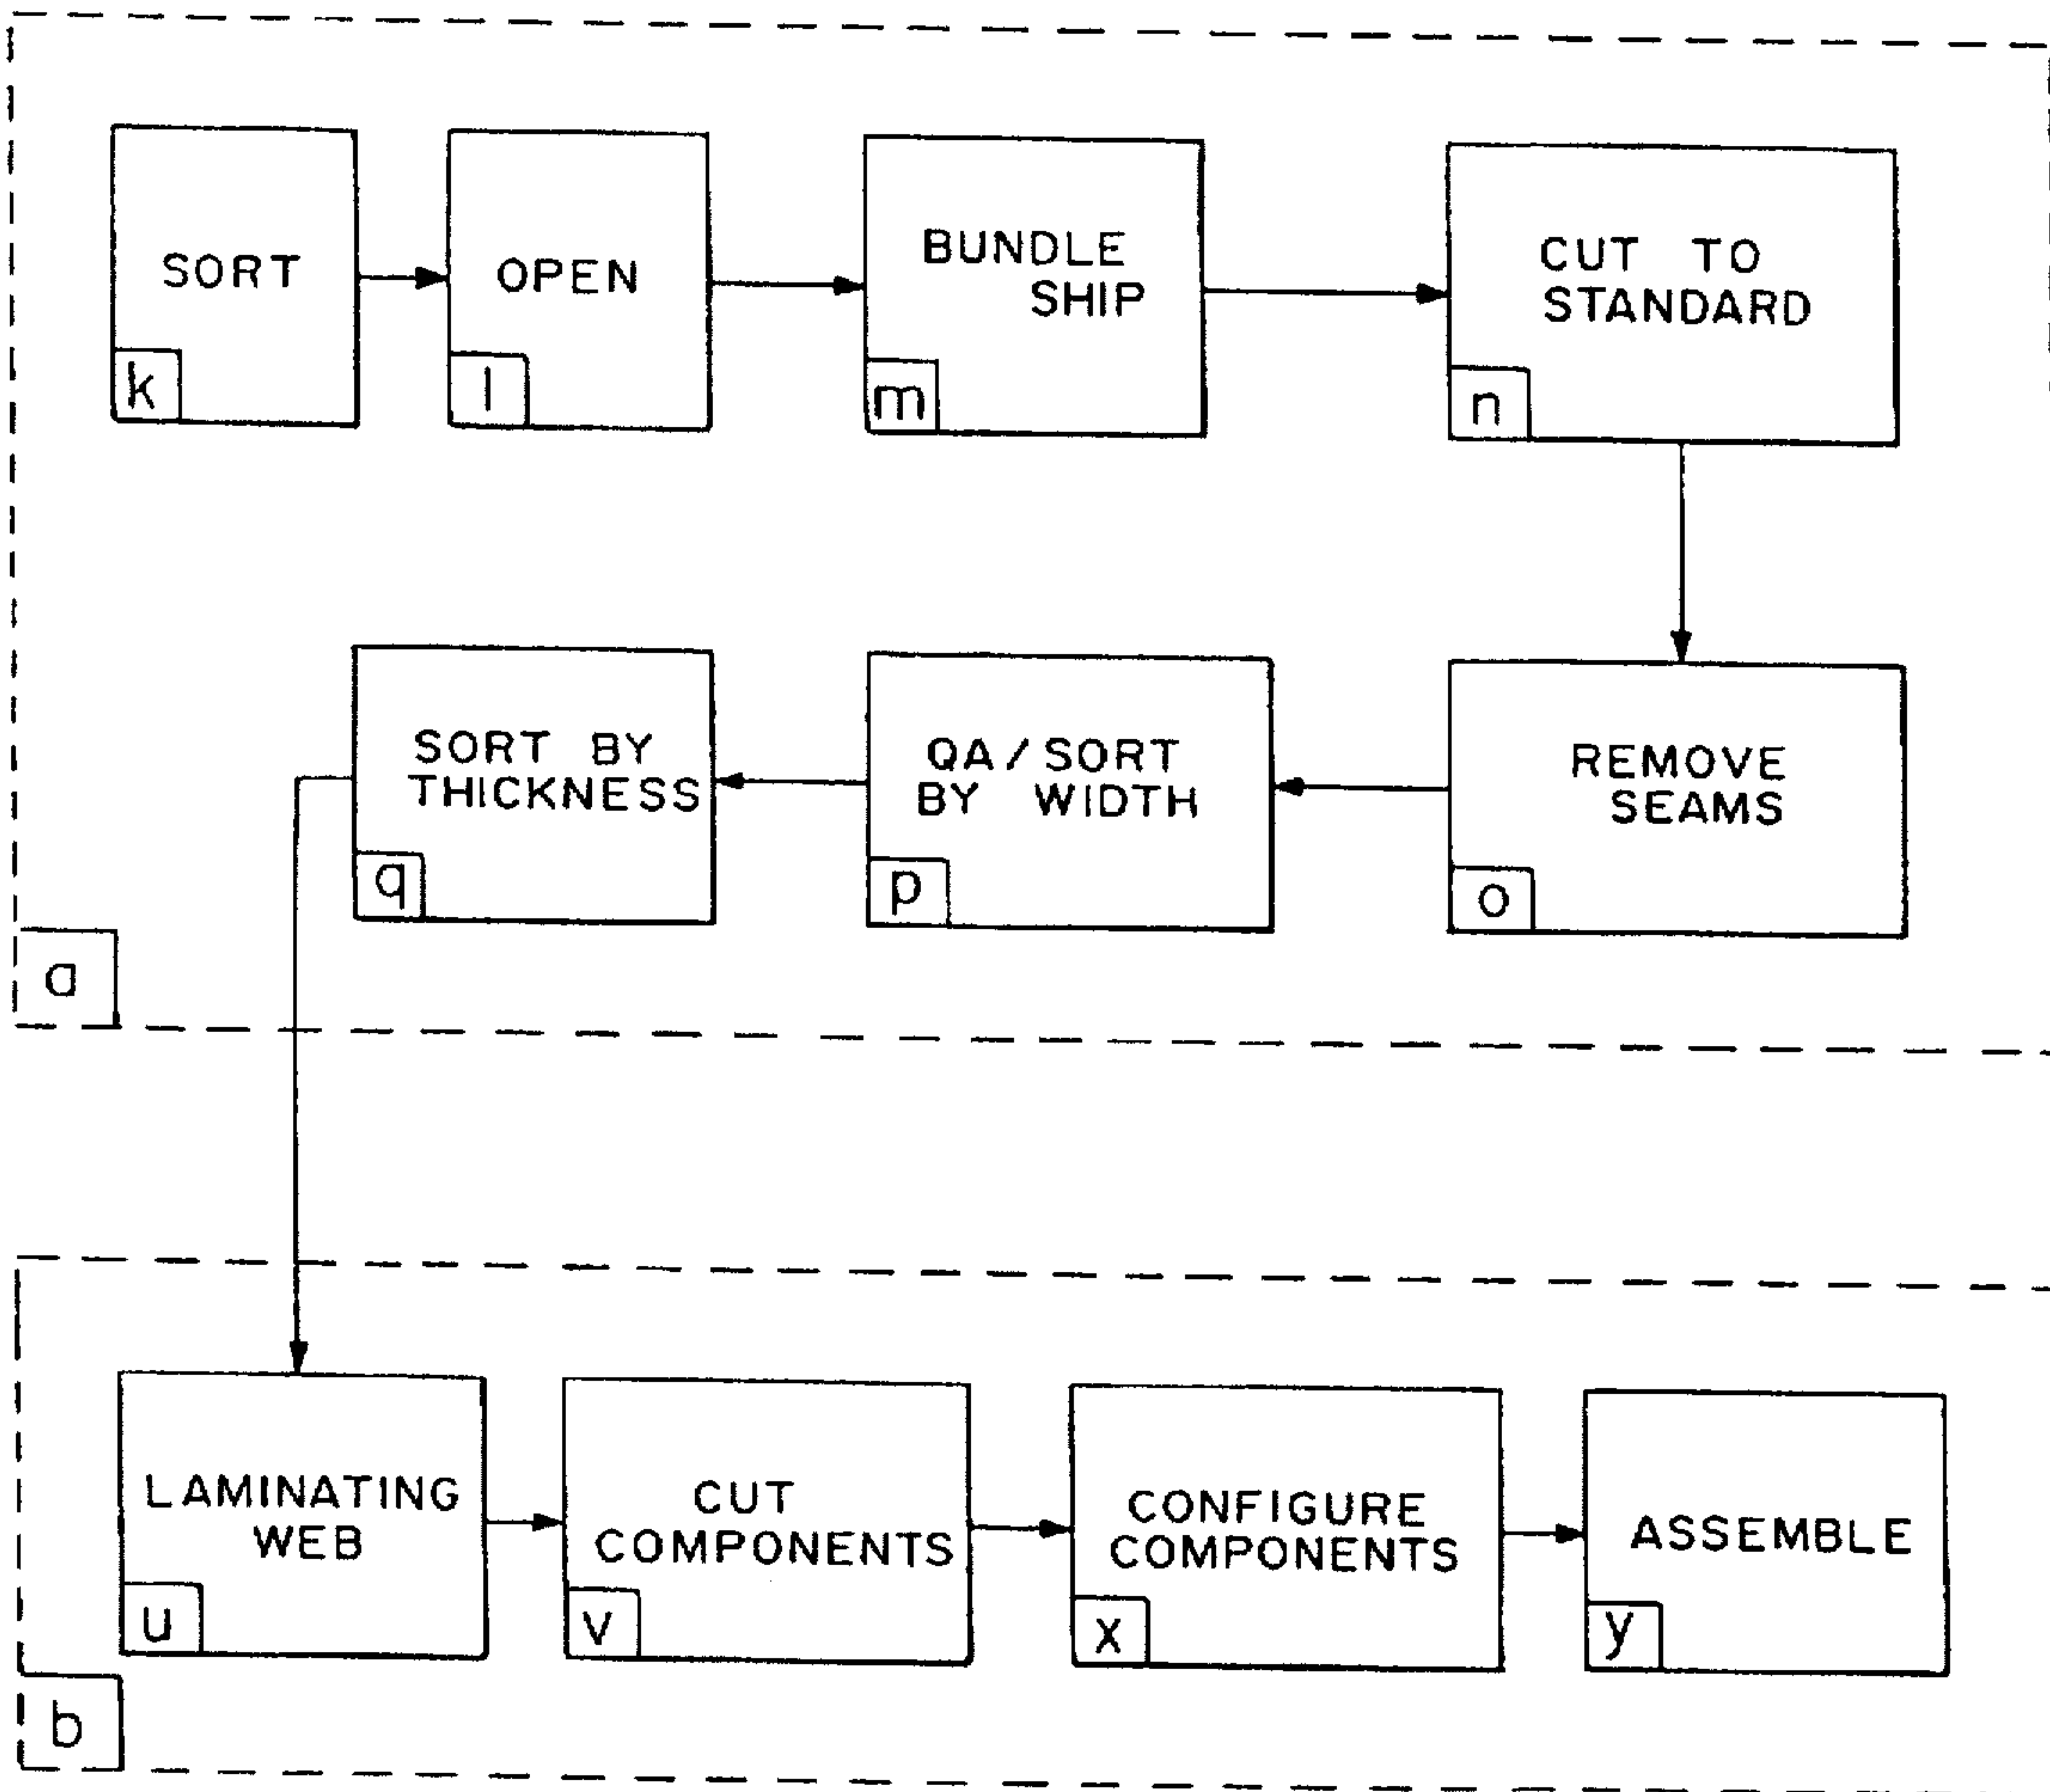 SORT
k
OPEN
l
BUNDLE
SHIP
m
CUT TO
STANDARD
n
REMOVE
SEAMS
o
QA/SORT
BY WIDTH
p
SORT BY
THICKNESS
q
a
LAMINATING
WEB
u
CUT
COMPONENTS
v
CONFIGURE
COMPONENTS
x
ASSEMBLE
y
b